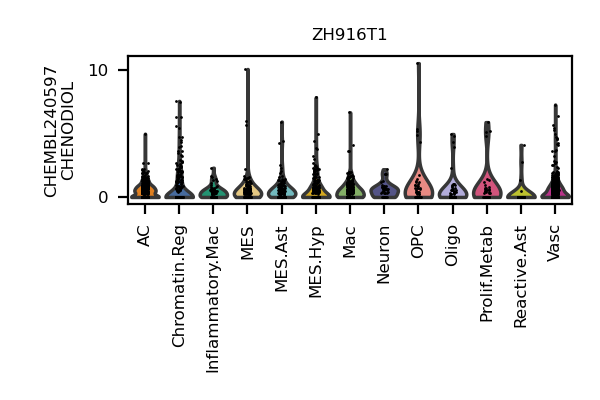 ZH916T1
CHEMBL240597
CHENODIOL
10
0
AC
Chromatin.Reg
Inflammatory.Mac
MES
MES.Ast
MES.Hyp
Mac
Neuron
OPC
Oligo
Prolif.Metab
Reactive.Ast
Vasc